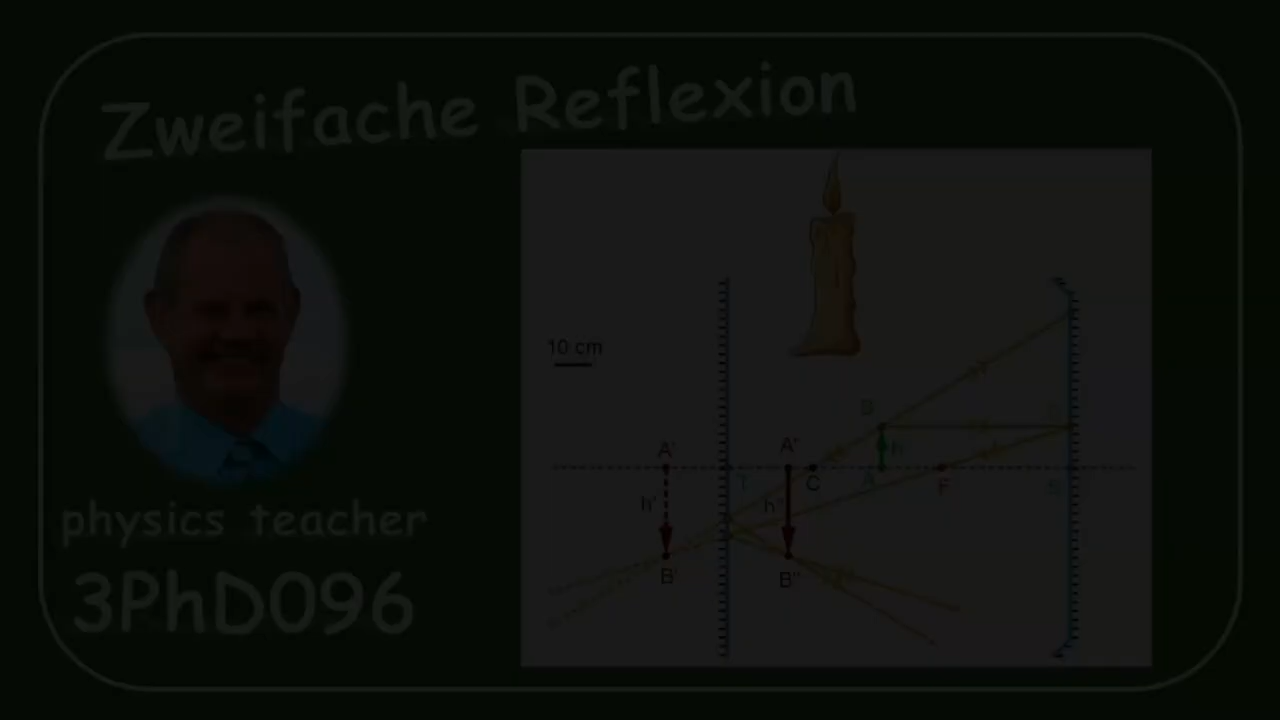 Zweifache Reflexion
physics teacher
3PhD096
10 cm
A'
h'
B'
T
A"
h"
B"
C
B
h
A
F
S